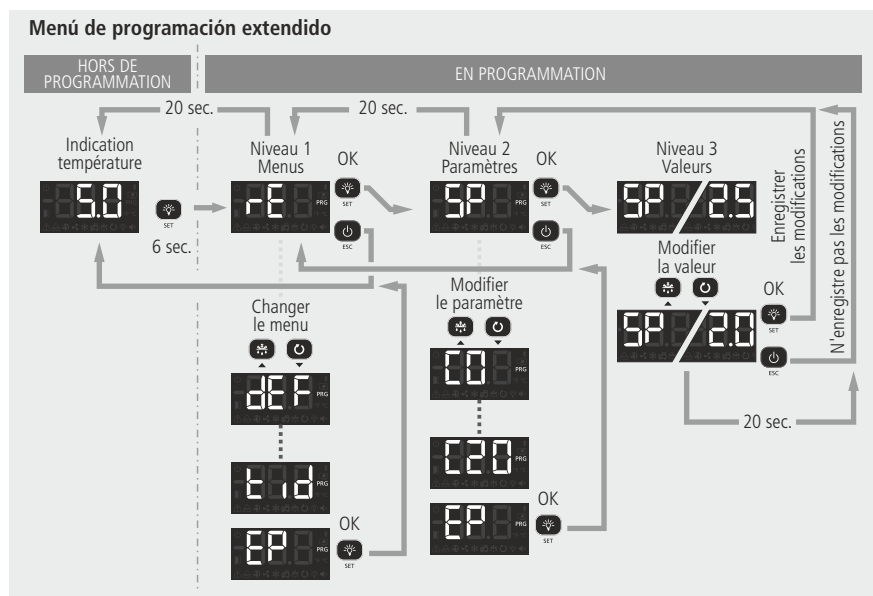 Menú de programación extendido
HORS DE
PROGRAMMATION
EN PROGRAMMATION
20 sec.
20 sec.
Indication
température
Niveau 1
Menus
OK
Niveau 2
Paramètres
OK
Niveau 3
Valeurs
5.0
SET
6 sec.
rE
PRG
SET
ESC
SP
PRG
SET
ESC
SP / 2.5
Enregistrer
les modifications
N'enregistre pas les modifications
Modifier
la valeur
OK
SP / 2.0
SET
ESC
20 sec.
Changer
le menu
dEF
PRG
tid
PRG
EP
PRG
OK
SET
Modifier
le paramètre
C0
PRG
C20
PRG
EP
PRG
OK
SET